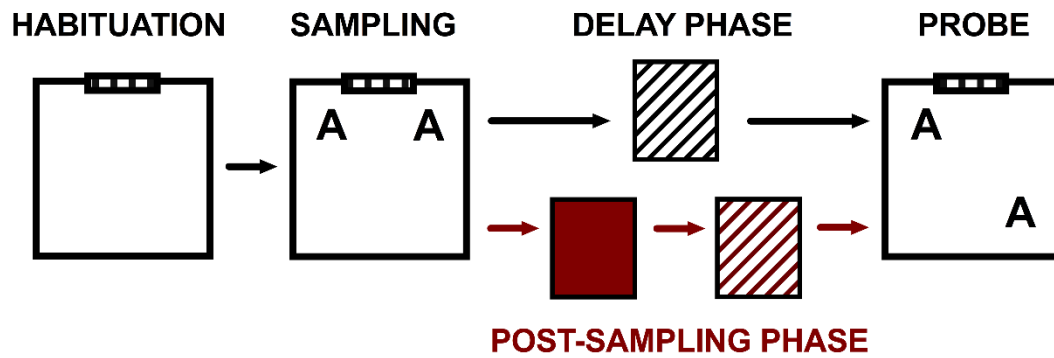 HABITUATION SAMPLING DELAY PHASE PROBE
A A A
A
POST-SAMPLING PHASE